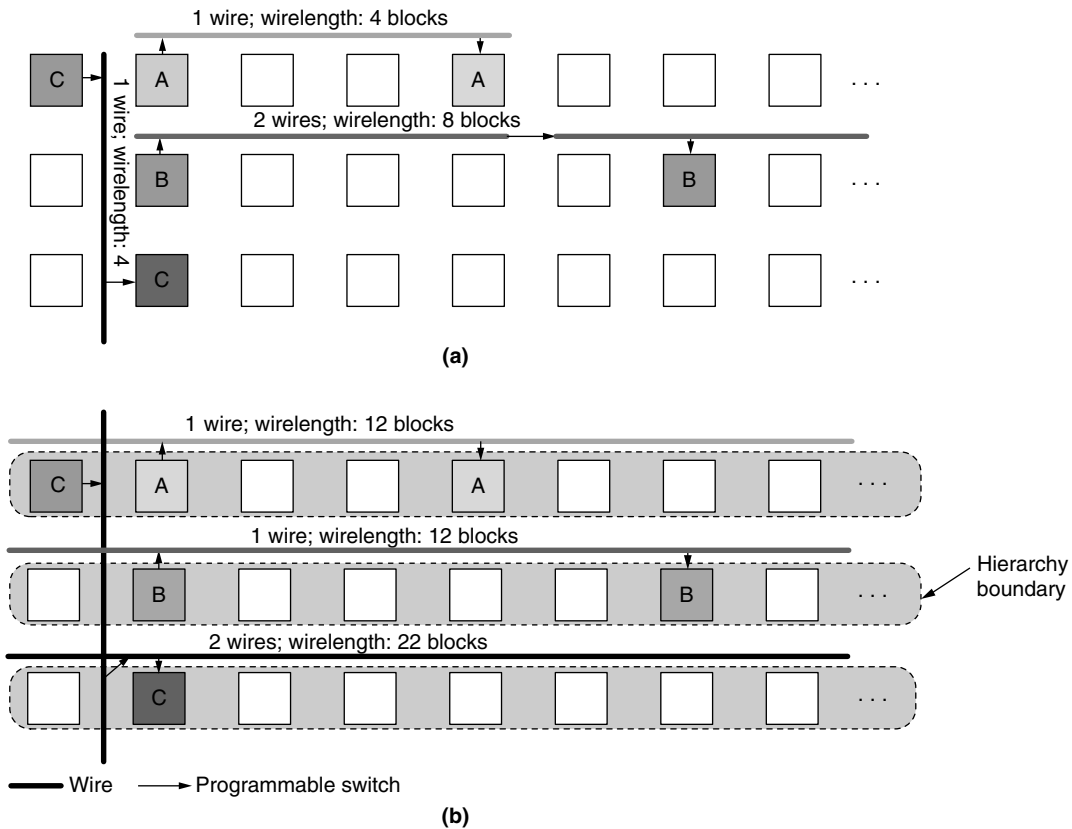 1 wire; wirelength: 4 blocks
C
A
A
. . .
1 wire; wirelength: 4
2 wires; wirelength: 8 blocks
B
B
. . .
C
. . .
(a)
1 wire; wirelength: 12 blocks
C
A
A
. . .
1 wire; wirelength: 12 blocks
B
B
. . .
Hierarchy
boundary
2 wires; wirelength: 22 blocks
C
. . .
Wire
Programmable switch
(b)